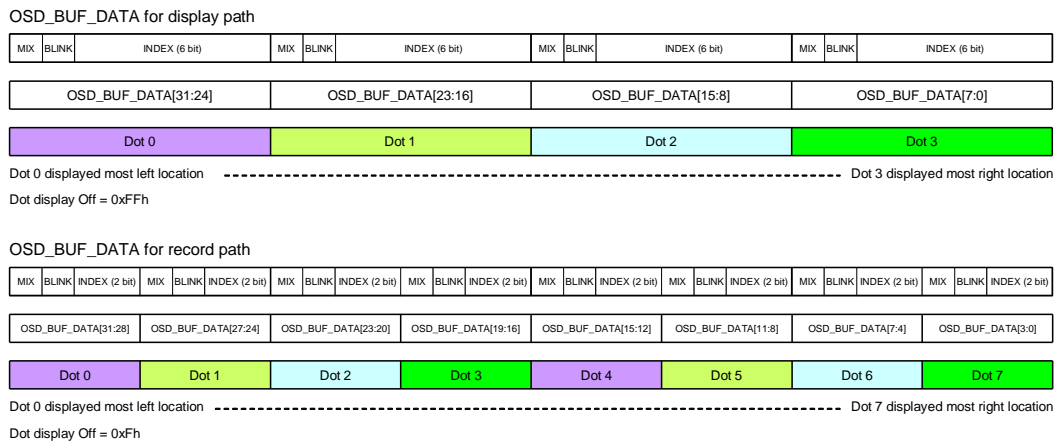 OSD_BUF_DATA for display path
MIX BLINK INDEX (6 bit) MIX BLINK INDEX (6 bit) MIX BLINK INDEX (6 bit) MIX BLINK INDEX (6 bit)
OSD_BUF_DATA[31:24] OSD_BUF_DATA[23:16] OSD_BUF_DATA[15:8] OSD_BUF_DATA[7:0]
Dot 0 Dot 1 Dot 2 Dot 3
Dot 0 displayed most left location Dot 3 displayed most right location
Dot display Off = 0xFFh
OSD_BUF_DATA for record path
MIX BLINK INDEX (2 bit) MIX BLINK INDEX (2 bit) MIX BLINK INDEX (2 bit) MIX BLINK INDEX (2 bit) MIX BLINK INDEX (2 bit) MIX BLINK INDEX (2 bit) MIX BLINK INDEX (2 bit) MIX BLINK INDEX (2 bit)
OSD_BUF_DATA[31:28] OSD_BUF_DATA[27:24] OSD_BUF_DATA[23:20] OSD_BUF_DATA[19:16] OSD_BUF_DATA[15:12] OSD_BUF_DATA[11:8] OSD_BUF_DATA[7:4] OSD_BUF_DATA[3:0]
Dot 0 Dot 1 Dot 2 Dot 3 Dot 4 Dot 5 Dot 6 Dot 7
Dot 0 displayed most left location Dot 7 displayed most right location
Dot display Off = 0xFh